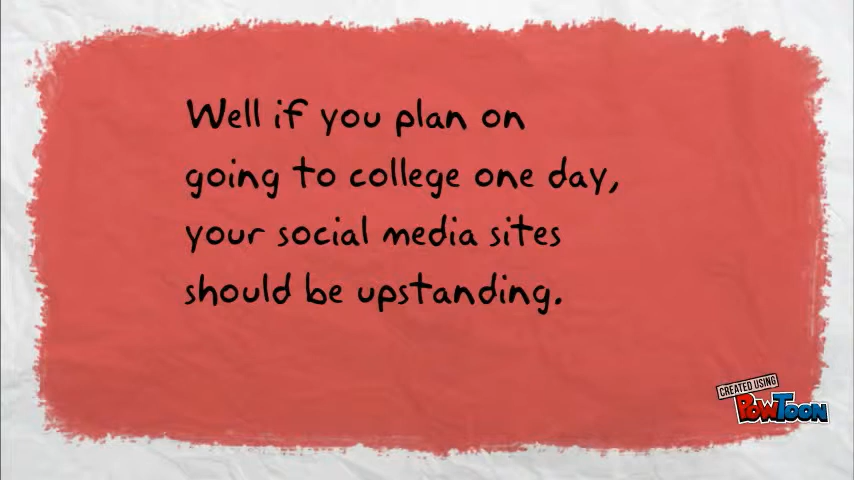 Well if you plan on
going to college one day,
your social media sites
should be upstanding.
CREATED USING
POWTOON